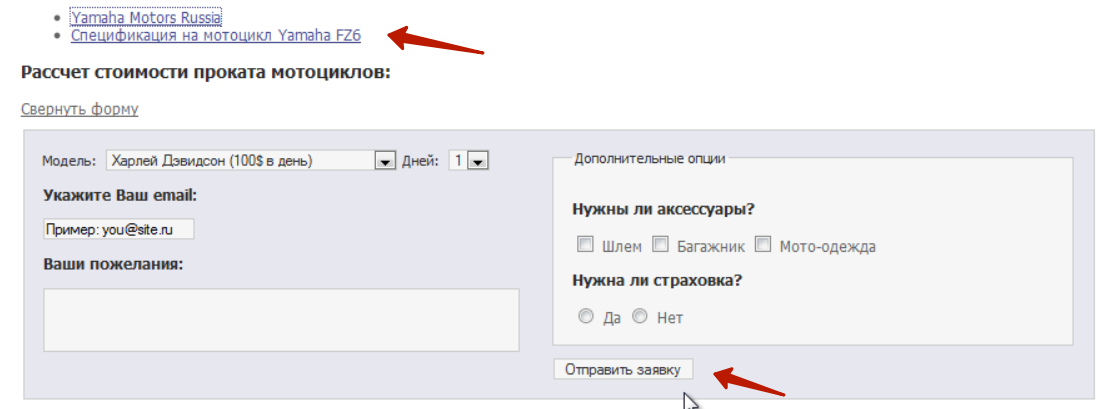 Yamaha Motors Russia
Спецификация на мотоцикл Yamaha FZ6
Рассчет стоимости проката мотоциклов:
Свернуть форму
Модель: Харлей Дэвидсон (100$ в день) Дней: 1
Укажите Ваш email:
Пример: you@site.ru
Ваши пожелания:
Дополнительные опции
Нужны ли аксессуары?
Шлем Багажник Мото-одежда
Нужна ли страховка?
Да Нет
Отправить заявку